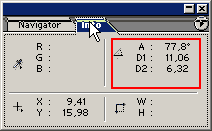 Navigator Info
R :
G :
B :
A : 77,8°
D1 : 11,06
D2 : 6,32
X : 9,41
Y : 15,98
W :
H :